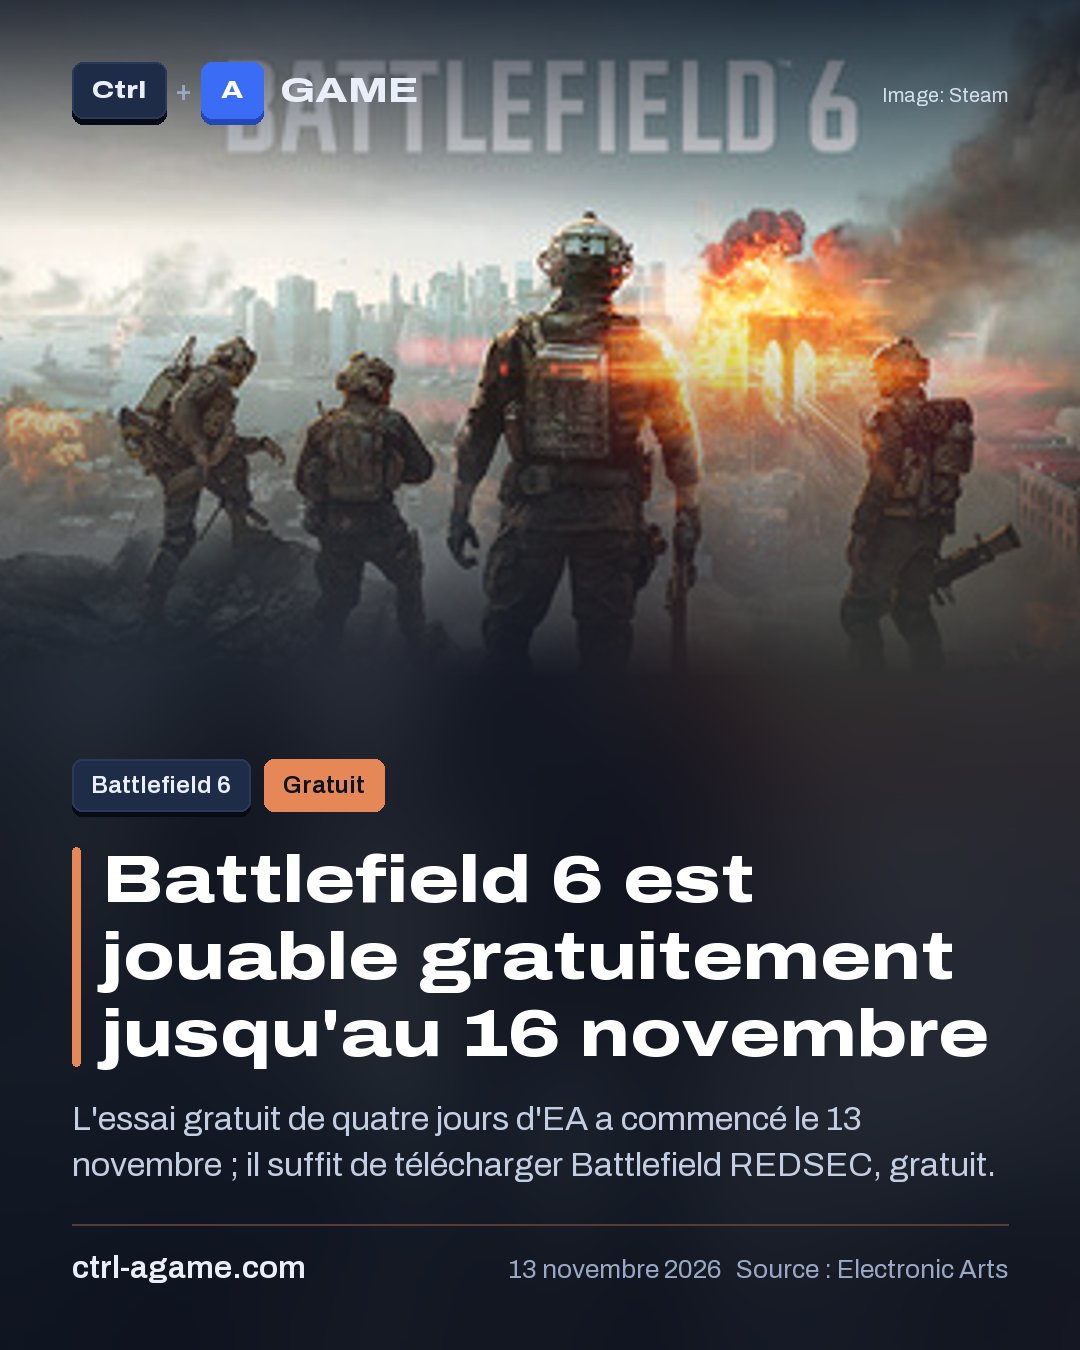 Ctrl + A GAME
BATTLEFIELD 6
Image: Steam
Battlefield 6
Gratuit
Battlefield 6 est
jouable gratuitement
jusqu'au 16 novembre
L'essai gratuit de quatre jours d'EA a commencé le 13
novembre ; il suffit de télécharger Battlefield REDSEC, gratuit.
ctrl-agame.com
13 novembre 2026 Source : Electronic Arts